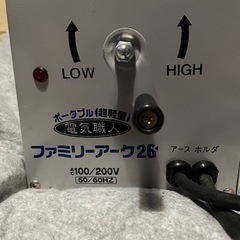 LOW HIGH
ポータブル(超軽量)
電気職人
ファミリーアーク26
アース ホルダ
100/200V
50/60HZ